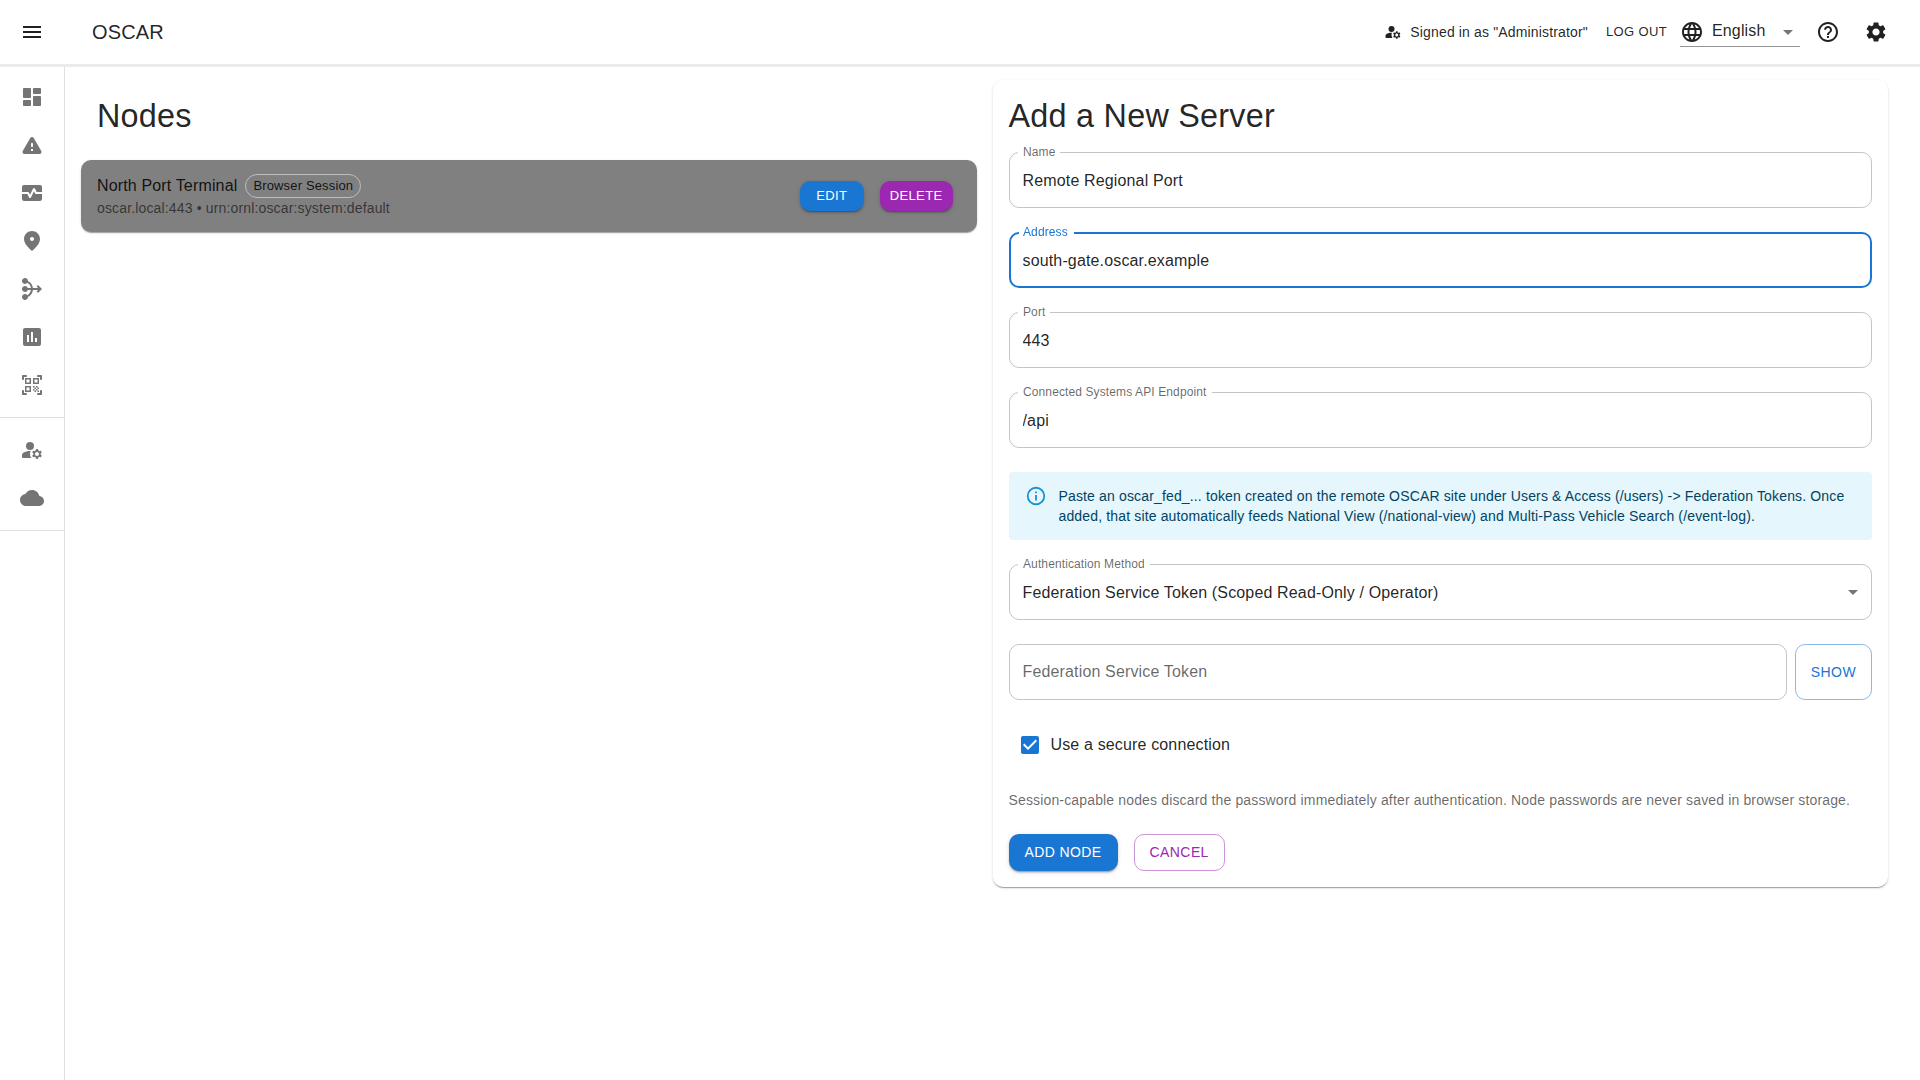 OSCAR
Signed in as "Administrator"
LOG OUT
English
Nodes
North Port Terminal
Browser Session
oscar.local:443 • urn:ornl:oscar:system:default
EDIT
DELETE
Add a New Server
Name
Remote Regional Port
Address
south-gate.oscar.example
Port
443
Connected Systems API Endpoint
/api
Paste an oscar_fed_... token created on the remote OSCAR site under Users & Access (/users) -> Federation Tokens. Once
added, that site automatically feeds National View (/national-view) and Multi-Pass Vehicle Search (/event-log).
Authentication Method
Federation Service Token (Scoped Read-Only / Operator)
Federation Service Token
SHOW
Use a secure connection
Session-capable nodes discard the password immediately after authentication. Node passwords are never saved in browser storage.
ADD NODE
CANCEL